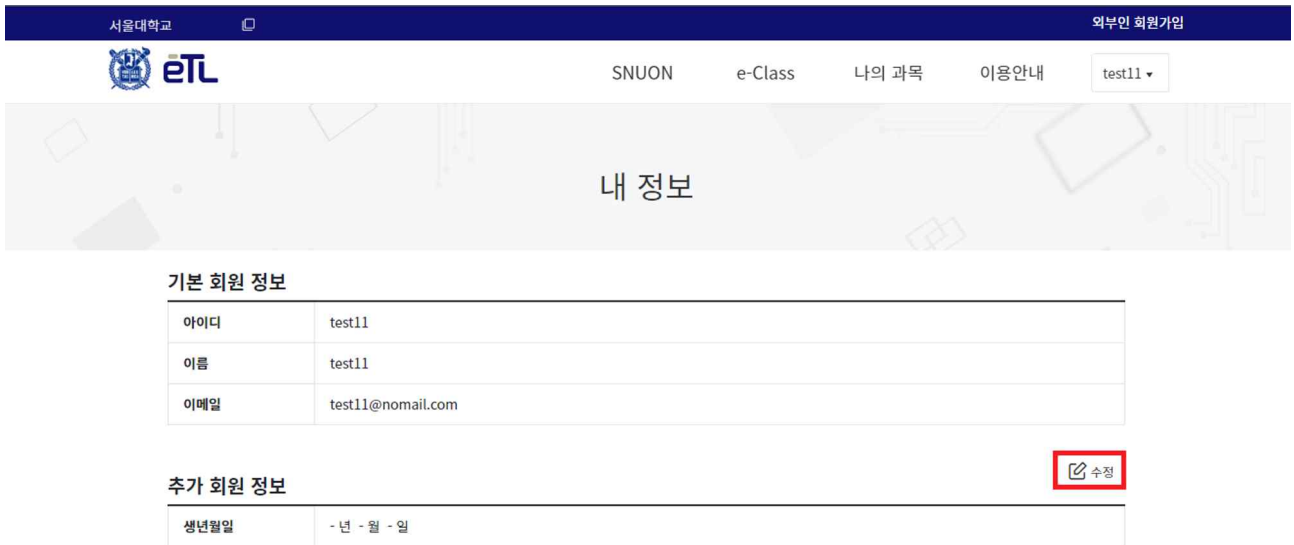 서울대학교 외부인 회원가입
eTL SNUON e-Class 나의 과목 이용안내 test11 ▾
내 정보
기본 회원 정보
아이디 test11
이름 test11
이메일 test11@nomail.com
수정
추가 회원 정보
생년월일 - 년 - 월 - 일